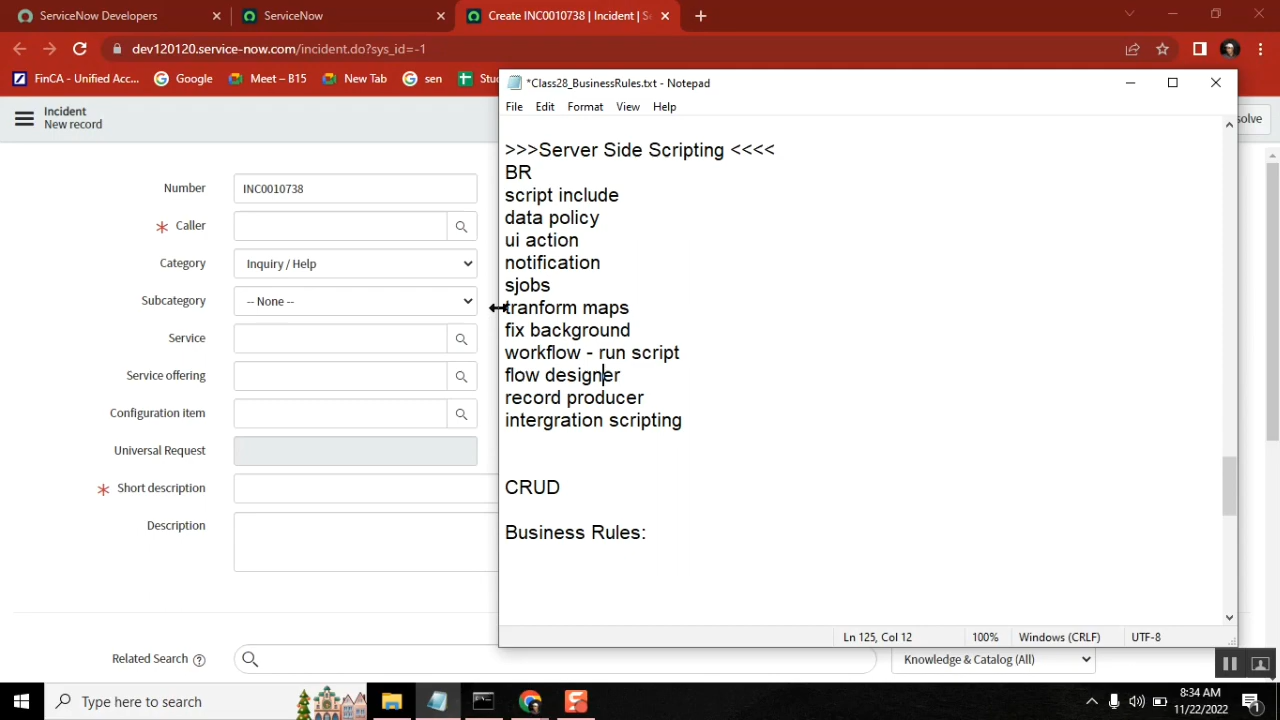 ServiceNow Developers
ServiceNow
Create INC0010738 | Incident | S
dev120120.service-now.com/incident.do?sys_id=-1
FinCA - Unified Acc...
Google
Meet – B15
New Tab
sen
Incident
New record
olve
Number
INC0010738
Caller
Category
Inquiry / Help
Subcategory
-- None --
Service
Service offering
Configuration item
Universal Request
Short description
Description
Related Search
Knowledge & Catalog (All)
*Class28_BusinessRules.txt - Notepad
File Edit Format View Help
>>>Server Side Scripting <<<<
BR
script include
data policy
ui action
notification
sjobs
tranform maps
fix background
workflow - run script
flow designer
record producer
intergration scripting
CRUD
Business Rules:
Ln 125, Col 12
100%
Windows (CRLF)
UTF-8
Type here to search
8:34 AM
11/22/2022
1